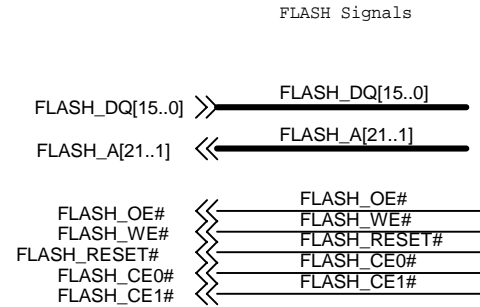 FLASH Signals
FLASH_DQ[15..0] FLASH_DQ[15..0]
FLASH_A[21..1] FLASH_A[21..1]
FLASH_OE# FLASH_OE#
FLASH_WE# FLASH_WE#
FLASH_RESET# FLASH_RESET#
FLASH_CE0# FLASH_CE0#
FLASH_CE1# FLASH_CE1#